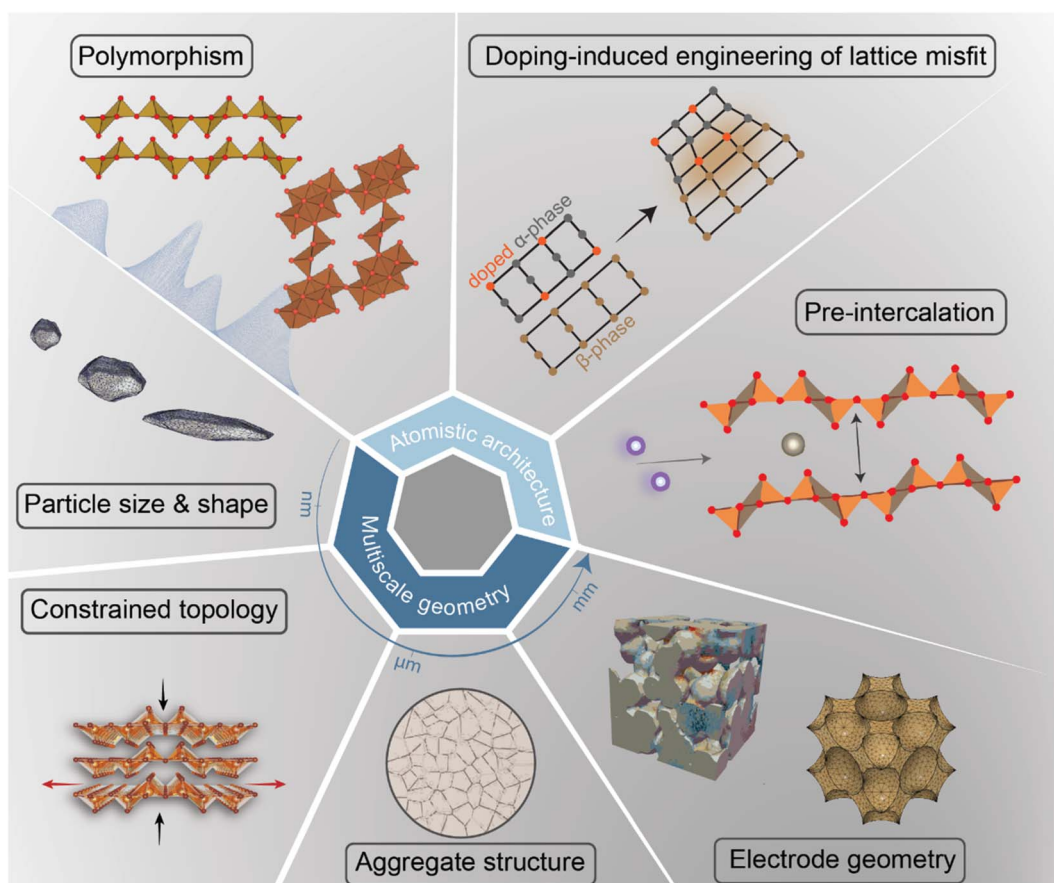 Polymorphism
Doping-induced engineering of lattice misfit
doped α-phase
β-phase
Pre-intercalation
Particle size & shape
Atomistic architecture
Multiscale geometry
nm
μm
mm
Constrained topology
Aggregate structure
Electrode geometry